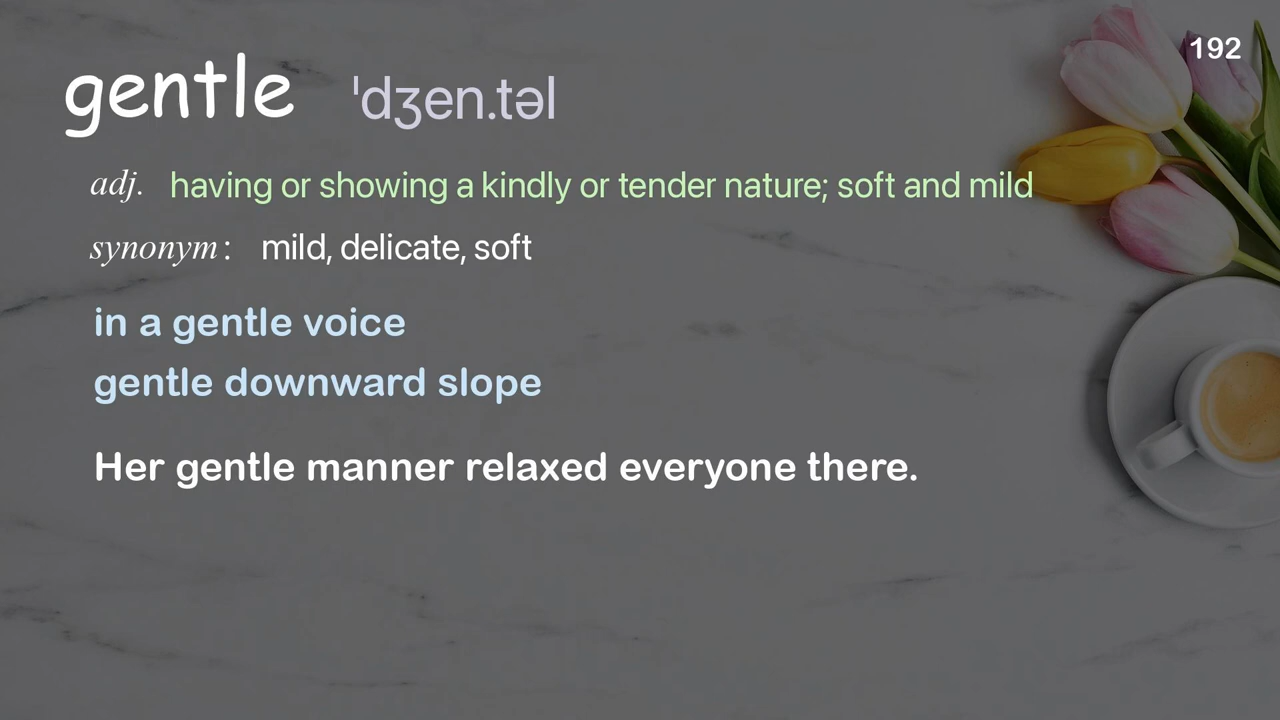 192
gentle ˈdʒen.təl
adj. having or showing a kindly or tender nature; soft and mild
synonym: mild, delicate, soft
in a gentle voice
gentle downward slope
Her gentle manner relaxed everyone there.